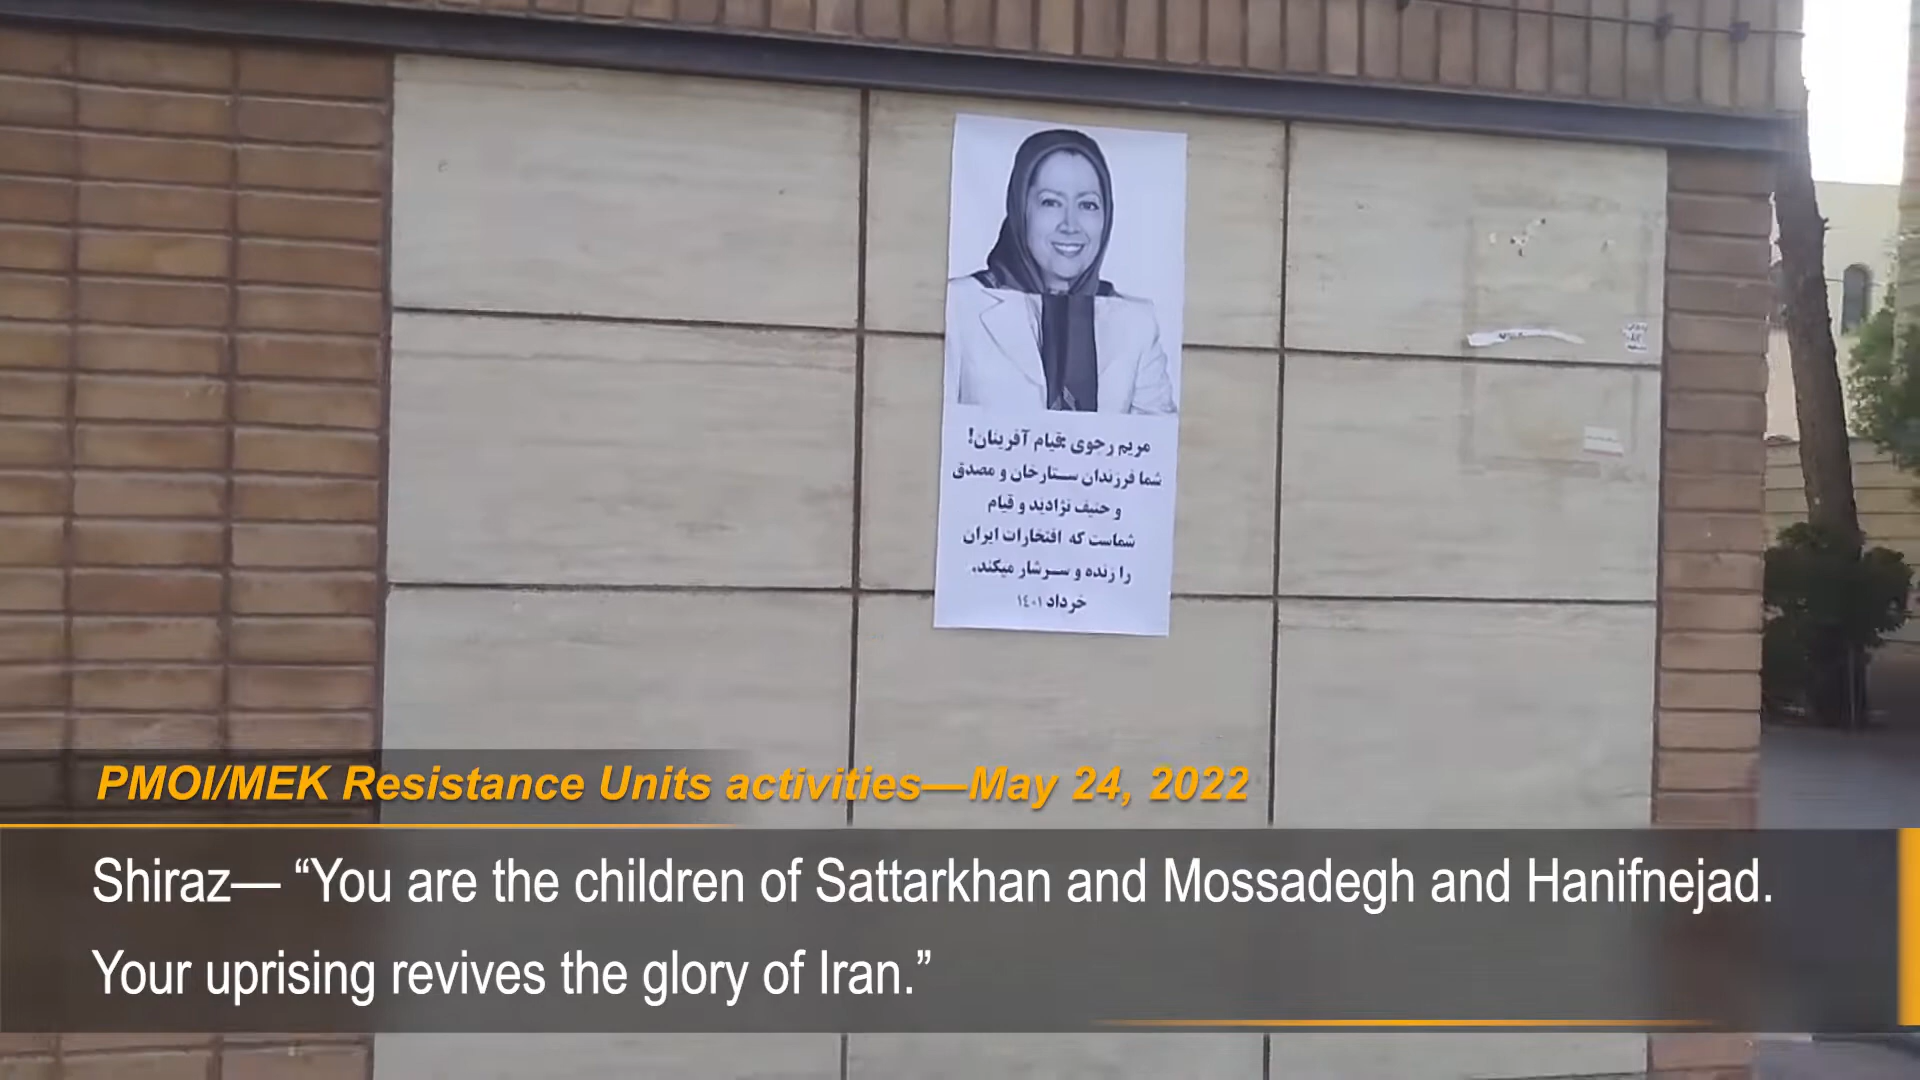 مریم رجوی :قیام آفرینان!
شما فرزندان ستارخان و مصدق
و حنیف نژادید و قیام
شماست که افتخارات ایران
را زنده و سرشار میکند.
خرداد ۱٤۰۱
PMOI/MEK Resistance Units activities—May 24, 2022
Shiraz— “You are the children of Sattarkhan and Mossadegh and Hanifnejad.
Your uprising revives the glory of Iran.”